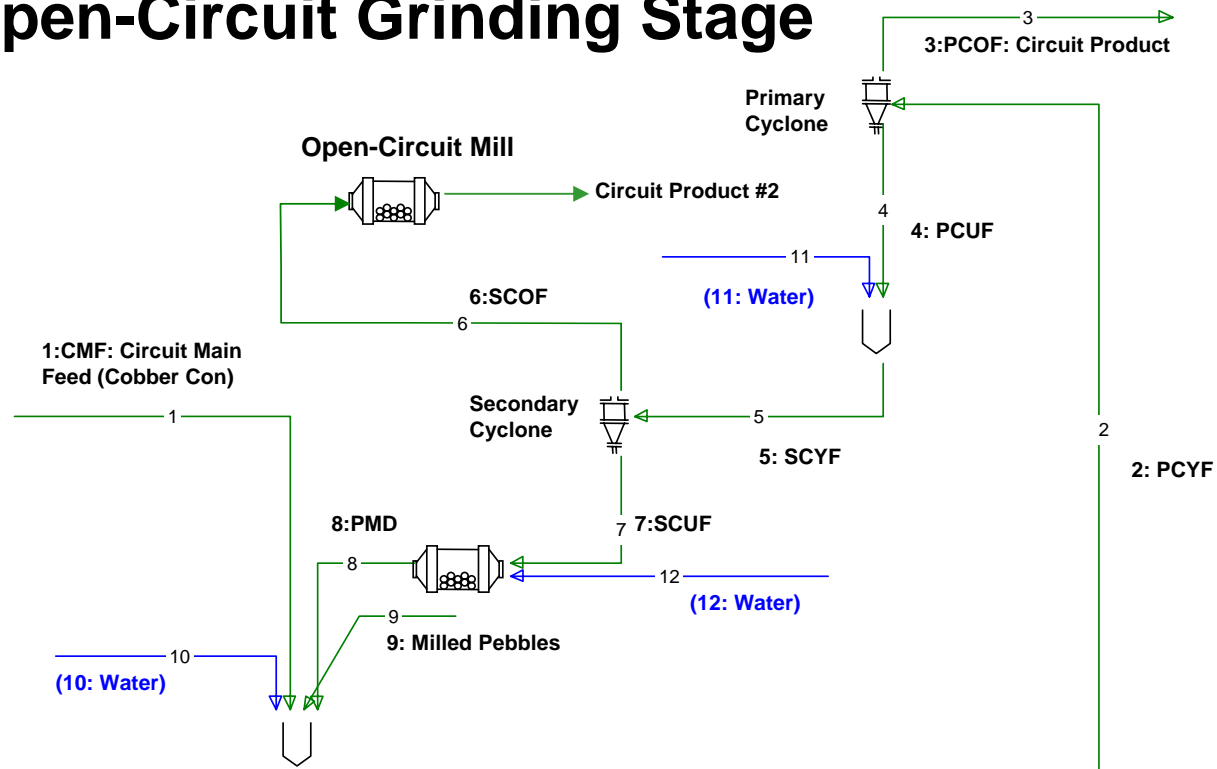 pen-Circuit Grinding Stage
3
3:PCOF: Circuit Product
Primary
Cyclone
Open-Circuit Mill
Circuit Product #2
4
4: PCUF
11
(11: Water)
6:SCOF
6
1:CMF: Circuit Main
Feed (Cobber Con)
1
Secondary
Cyclone
5
5: SCYF
2
2: PCYF
8:PMD
7
7:SCUF
8
12
(12: Water)
9
9: Milled Pebbles
10
(10: Water)